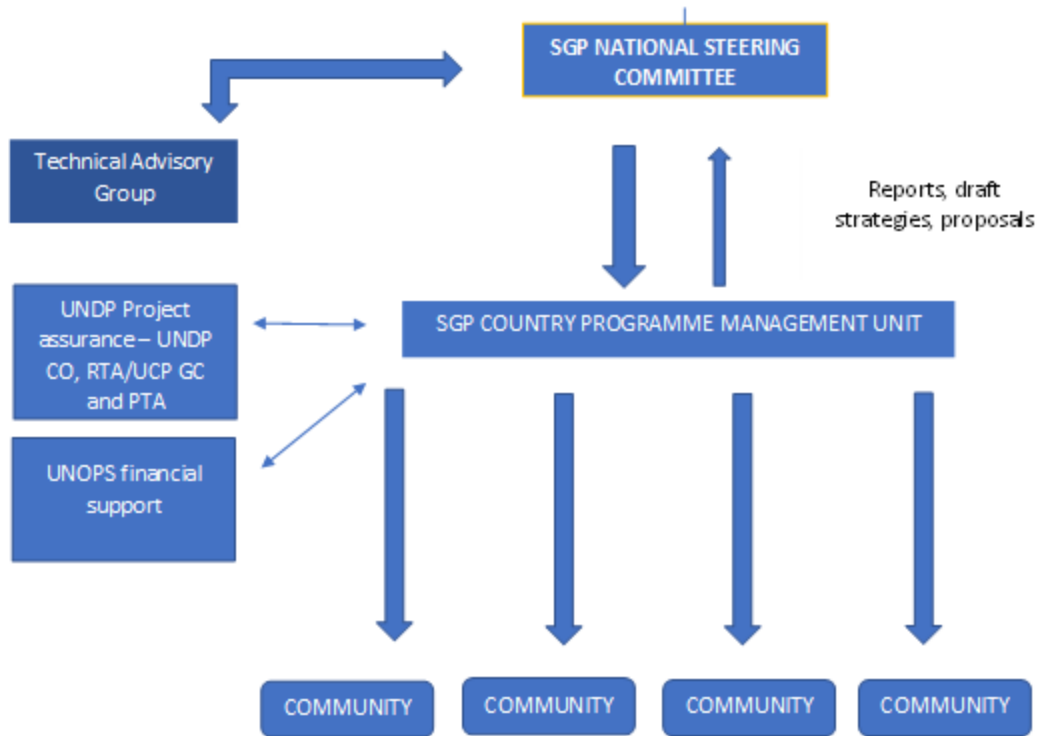 SGP NATIONAL STEERING
COMMITTEE
Technical Advisory
Group
Reports, draft
strategies, proposals
UNDP Project
assurance – UNDP
CO, RTA/UCP GC
and PTA
SGP COUNTRY PROGRAMME MANAGEMENT UNIT
UNOPS financial
support
COMMUNITY
COMMUNITY
COMMUNITY
COMMUNITY